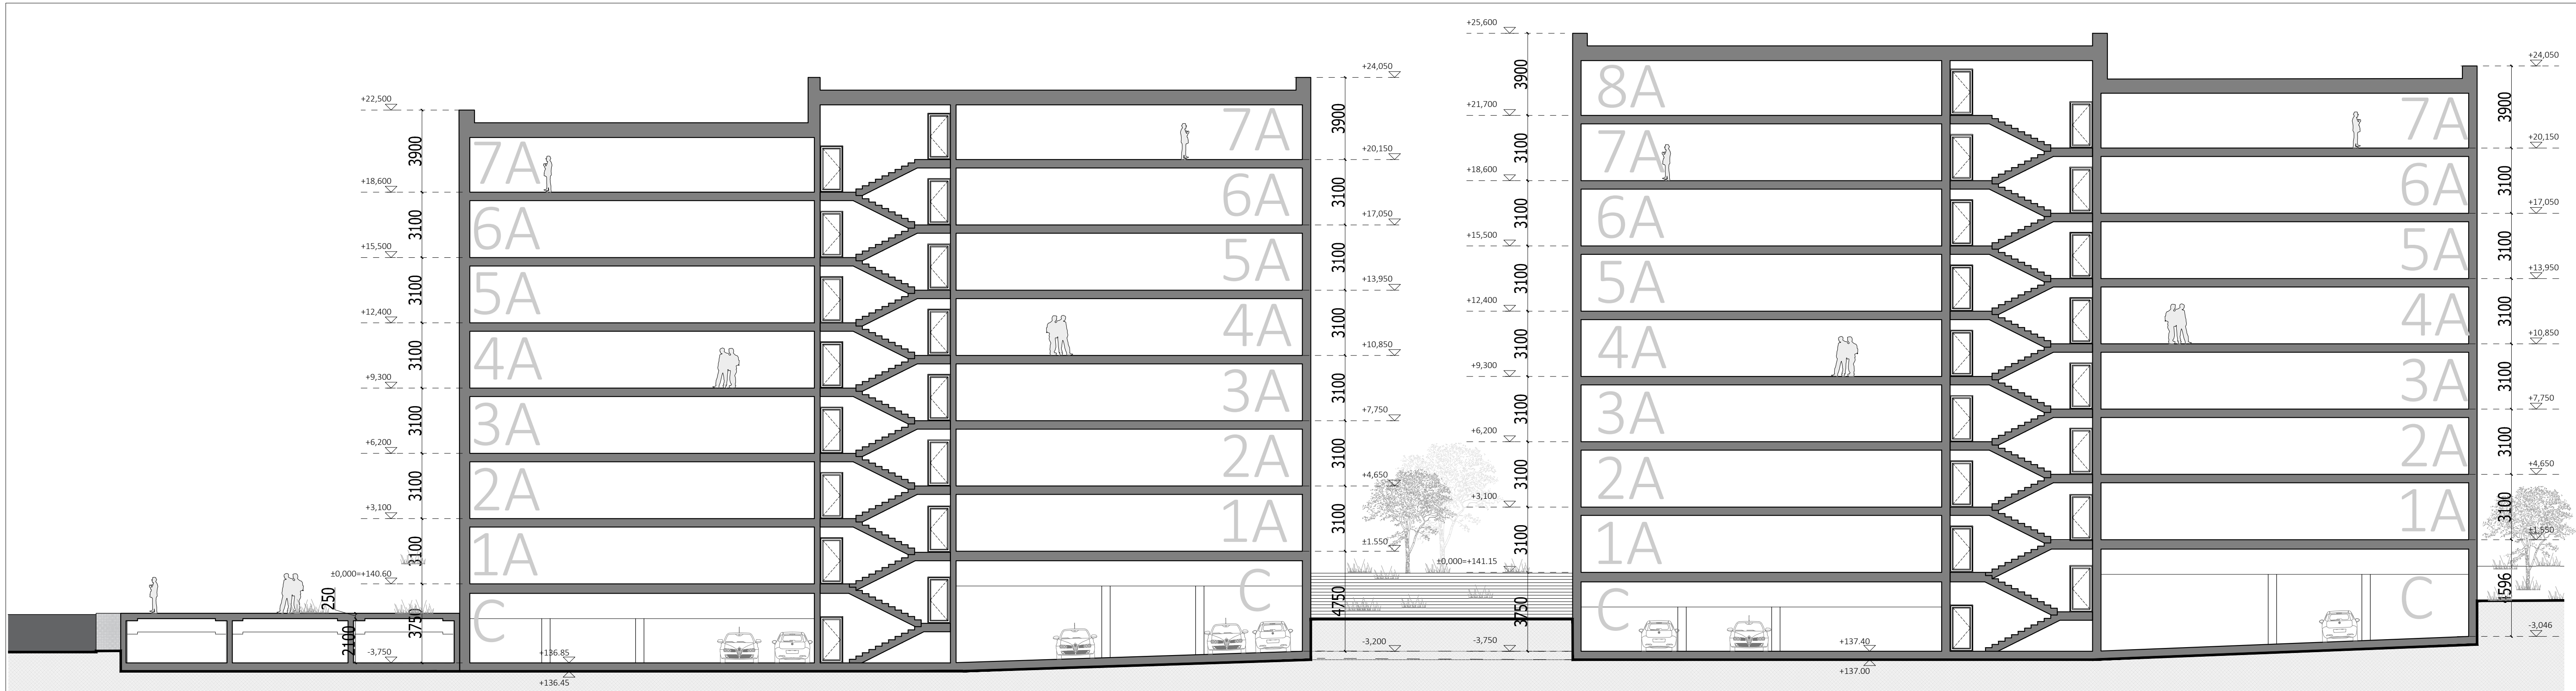 +22,500
3900
+18,600
3100
+15,500
3100
+12,400
3100
+9,300
3100
+6,200
3100
+3,100
3100
±0,000=+140.60
250
3750
2100
-3,750
7A
6A
5A
4A
3A
2A
1A
C
+136.85
+136.45
7A
6A
5A
4A
3A
2A
1A
C
+24,050
3900
+20,150
3100
+17,050
3100
+13,950
3100
+10,850
3100
+7,750
3100
+4,650
3100
±1.550
4750
-3,200
+25,600
3900
+21,700
3100
+18,600
3100
+15,500
3100
+12,400
3100
+9,300
3100
+6,200
3100
+3,100
3100
±0,000=+141.15
3750
-3,750
8A
7A
6A
5A
4A
3A
2A
1A
C
+137.40
+137.00
7A
6A
5A
4A
3A
2A
1A
C
+24,050
3900
+20,150
3100
+17,050
3100
+13,950
3100
+10,850
3100
+7,750
3100
+4,650
3100
±1,550
4596
-3,046